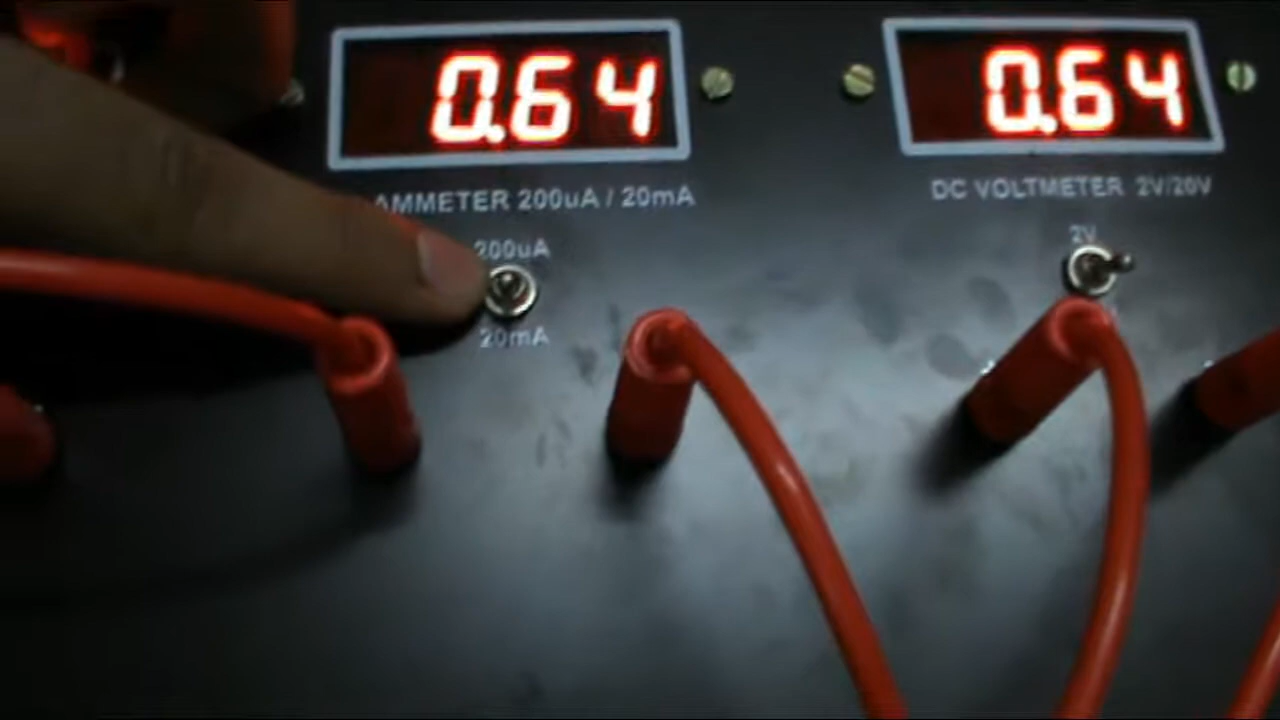 0.64
0.64
AMMETER 200uA / 20mA
DC VOLTMETER 2V/20V
200uA
2V
20mA